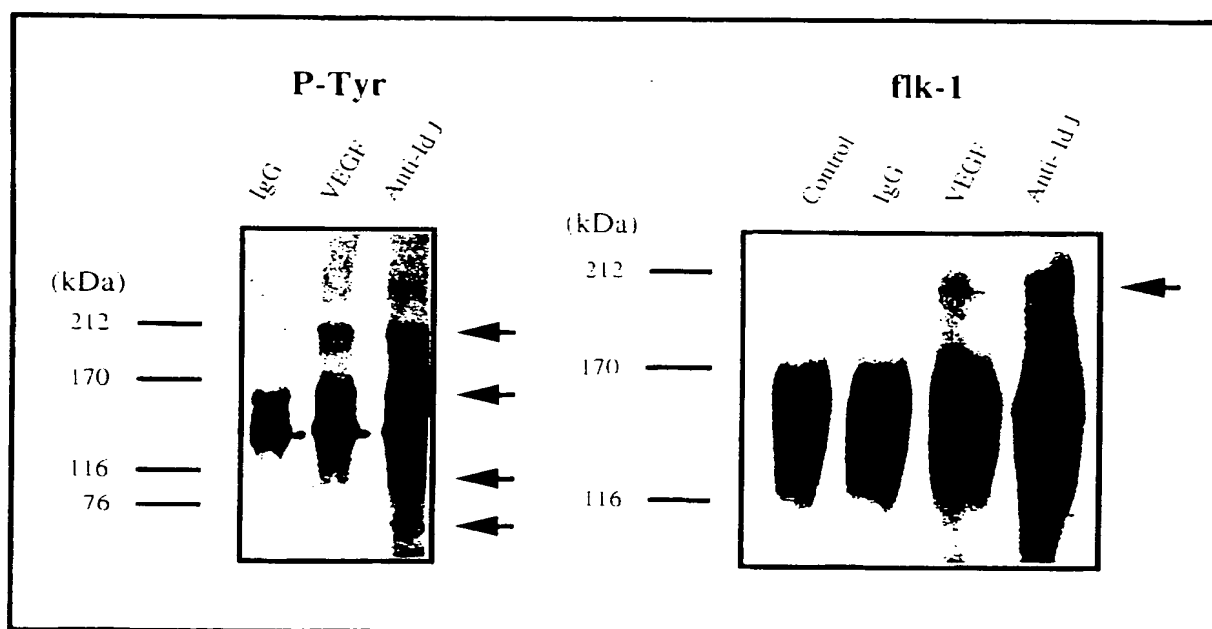 P-Tyr
IgG
VEGF
Anti-Id J
(kDa)
212
170
116
76
flk-1
Control
IgG
VEGF
Anti- Id J
(kDa)
212
170
116